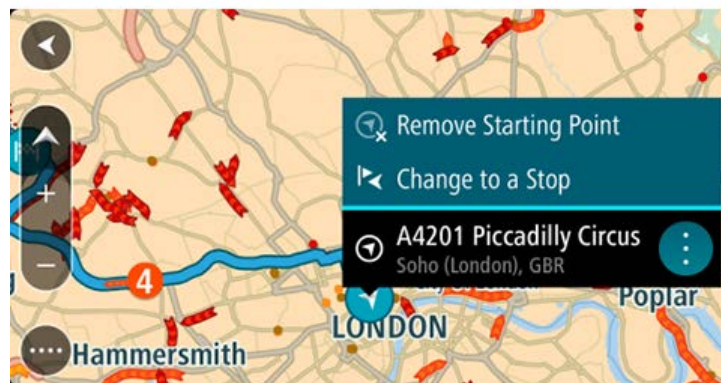 Remove Starting Point
Change to a Stop
A4201 Piccadilly Circus
Soho (London), GBR
4
Poplar
LONDON
Hammersmith